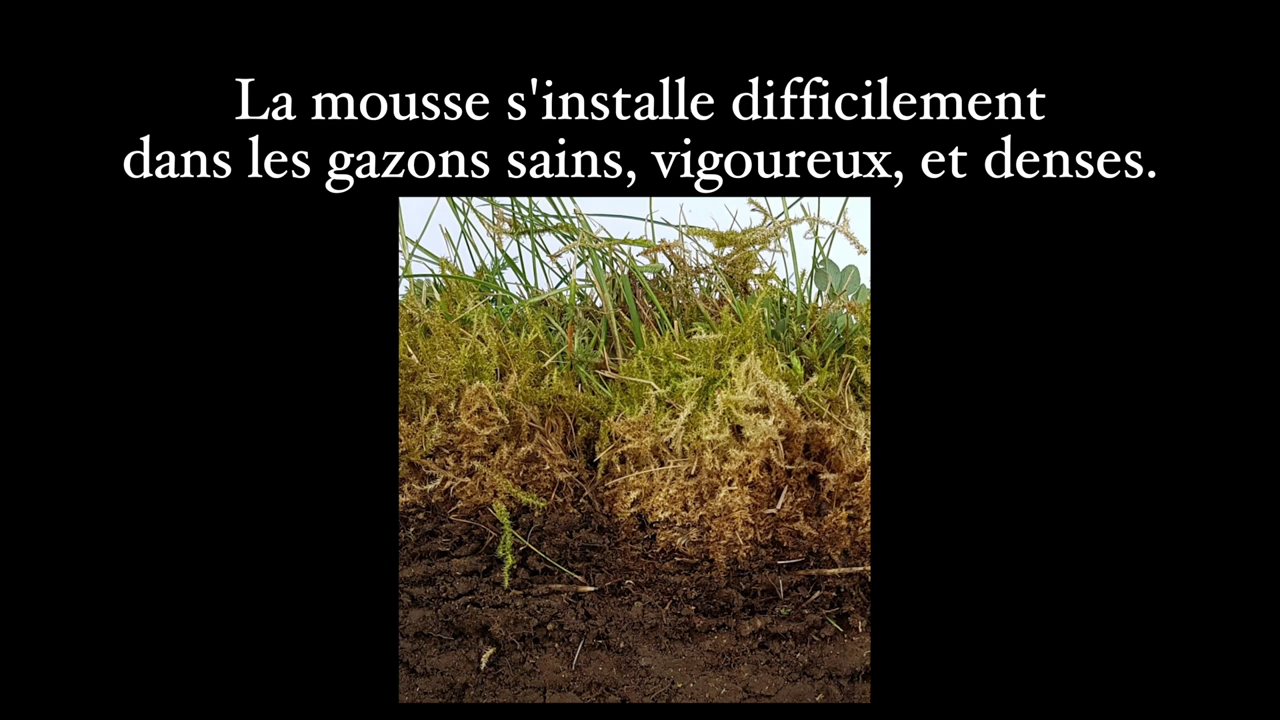 La mousse s'installe difficilement
dans les gazons sains, vigoureux, et denses.